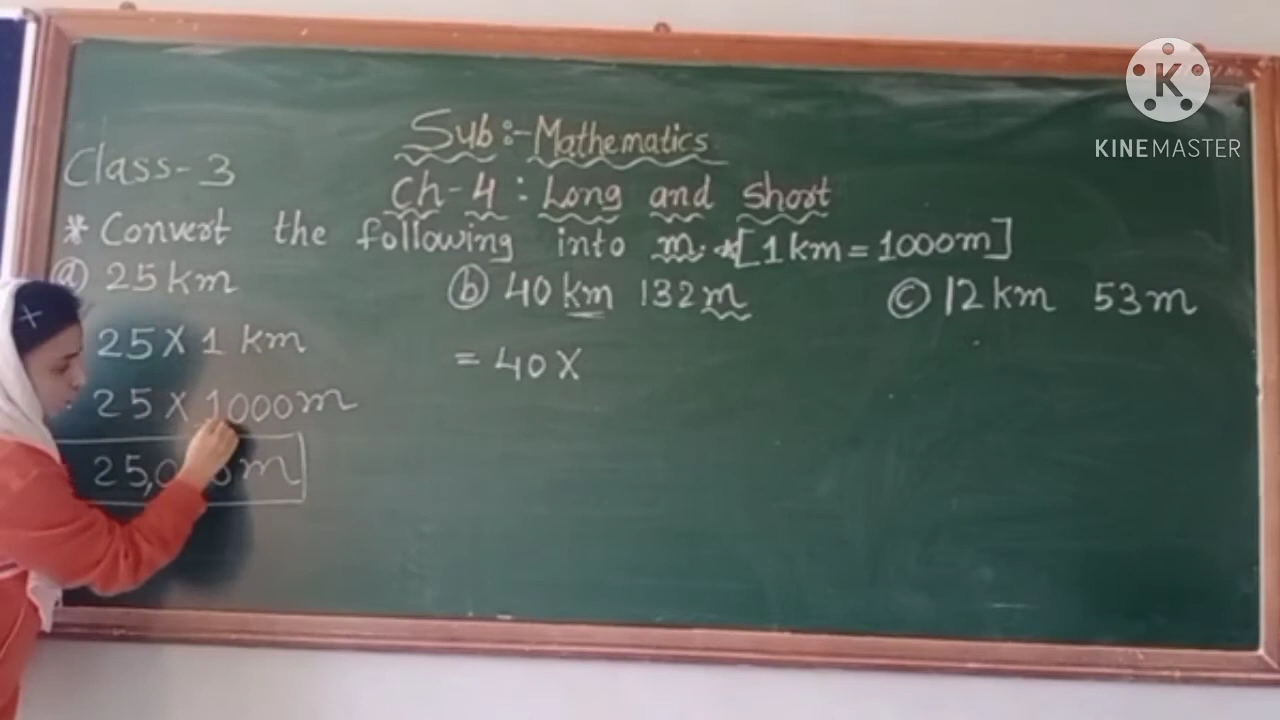 Sub:- Mathematics
Class-3
Ch-4: Long and short
* Convert the following into m. *[1km = 1000m]
a) 25 km
b) 40 km 132 m
c) 12 km 53 m
25 X 1 km
= 40 X
25 X 1000m
m
K
KINEMASTER